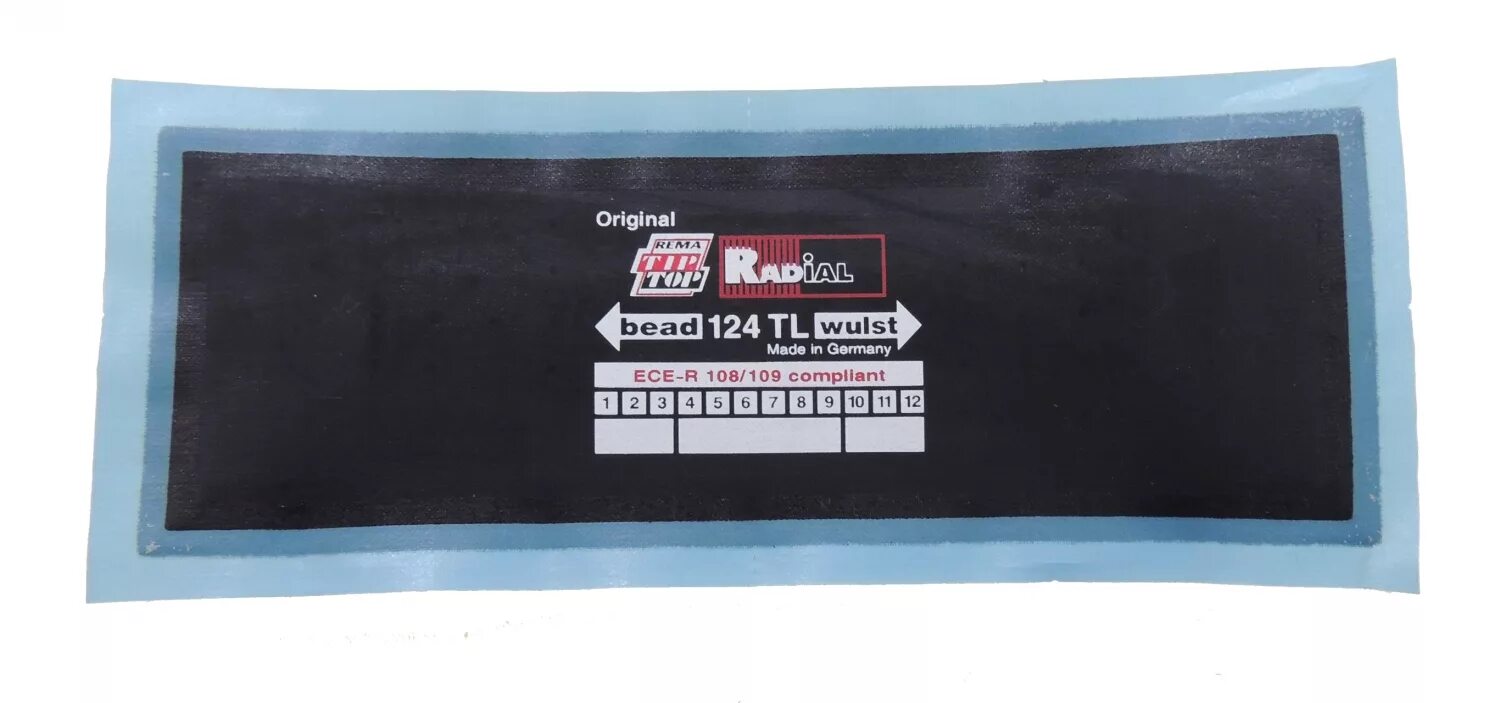 Original
REMA
TIP
TOP
RADiAL
bead 124 TL wulst
Made in Germany
ECE-R 108/109 compliant
1 2 3 4 5 6 7 8 9 10 11 12